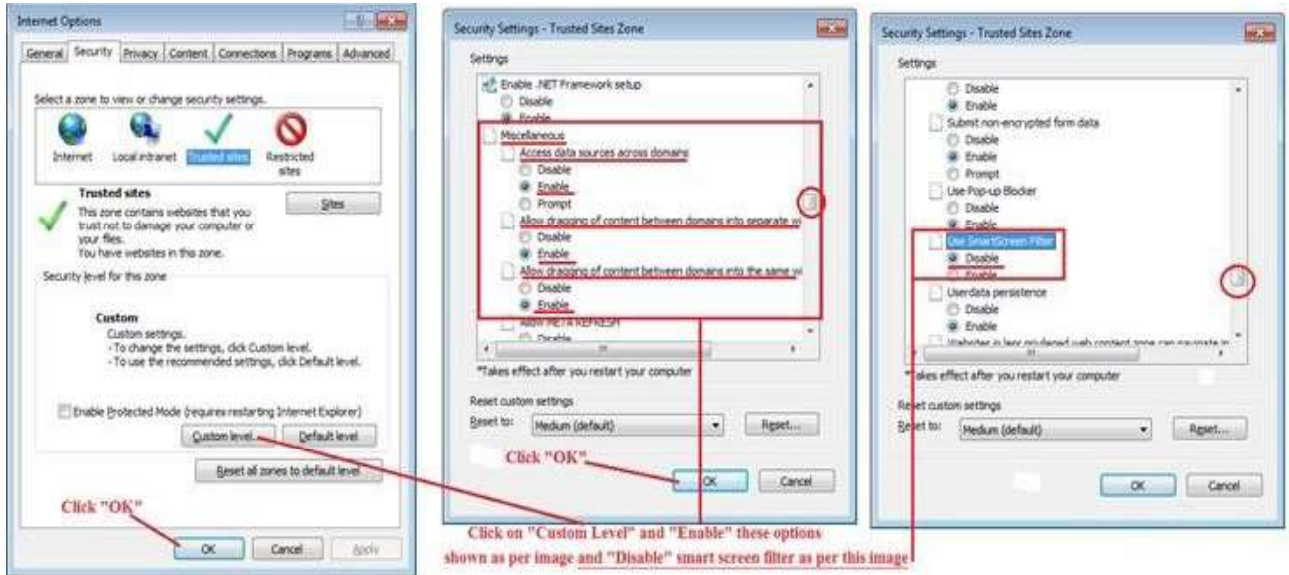 Internet Options
General Security Privacy Content Connections Programs Advanced
Select a zone to view or change security settings.
Internet Local intranet Trusted sites Restricted sites
Trusted sites
Sites
This zone contains websites that you
trust not to damage your computer or
your files.
You have websites in this zone.
Security level for this zone
Custom
Custom settings.
- To change the settings, click Custom level.
- To use the recommended settings, click Default level.
Enable Protected Mode (requires restarting Internet Explorer)
Custom level... Default level
Reset all zones to default level
Click "OK"
OK Cancel Apply
Security Settings - Trusted Sites Zone
Settings
Enable .NET Framework setup
Disable
Enable
Miscellaneous
Access data sources across domains
Disable
Enable
Prompt
Allow dragging of content between domains into separate wi
Disable
Enable
Allow dragging of content between domains into the same wi
Disable
Enable
Allow META REFRESH
Disable
*Takes effect after you restart your computer
Reset custom settings
Reset to: Medium (default) Reset...
Click "OK"
OK Cancel
Security Settings - Trusted Sites Zone
Settings
Disable
Enable
Submit non-encrypted form data
Disable
Enable
Prompt
Use Pop-up Blocker
Disable
Enable
Use SmartScreen Filter
Disable
Enable
Userdata persistence
Disable
Enable
Websites in less privileged web content zone can navigate in
*Takes effect after you restart your computer
Reset custom settings
Reset to: Medium (default) Reset...
OK Cancel
Click on "Custom Level" and "Enable" these options
shown as per image and "Disable" smart screen filter as per this image